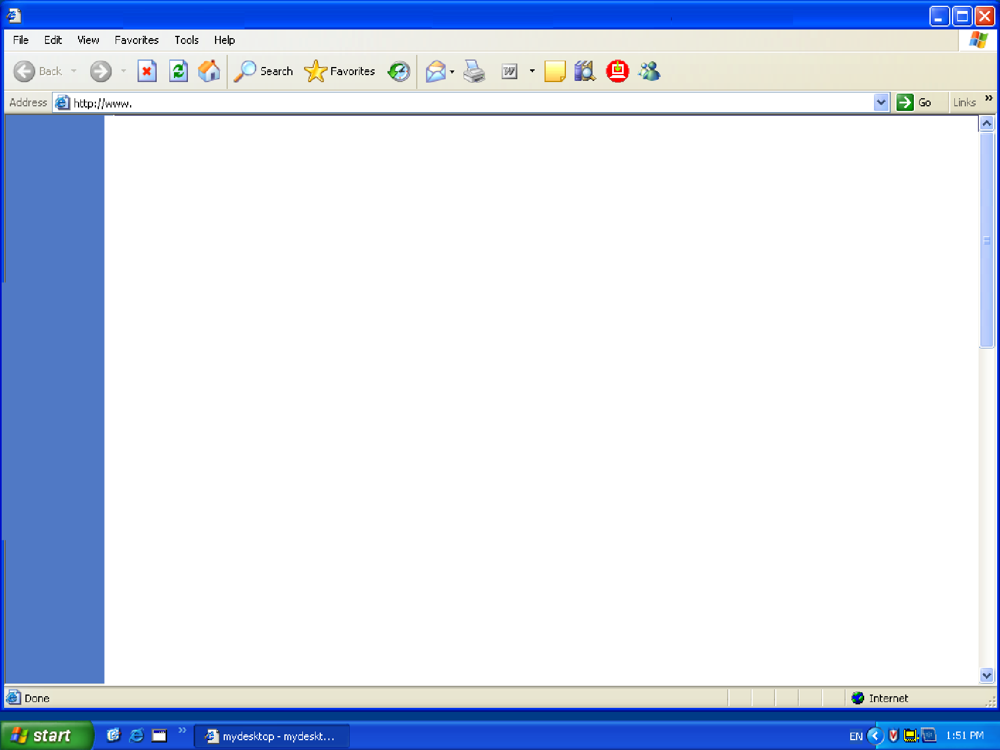 File Edit View Favorites Tools Help
Back Search Favorites W
Address http://www. Go Links »
Done Internet
start » mydesktop - mydeskt... EN 1:51 PM